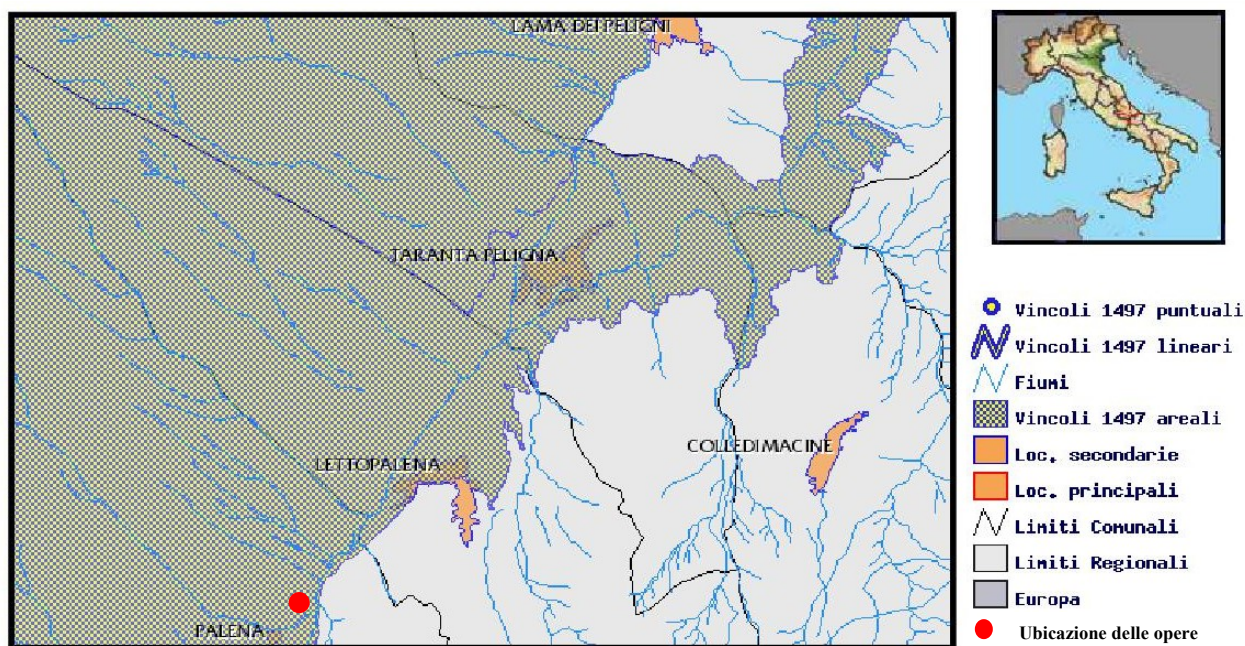 LAMA DEI PELIGNI
TARANTA PELIGNA
COLLEDIMACINE
LETTOPALENA
PALENA
Vincoli 1497 puntuali
Vincoli 1497 lineari
Fiumi
Vincoli 1497 areali
Loc. secondarie
Loc. principali
Limiti Comunali
Limiti Regionali
Europa
Ubicazione delle opere